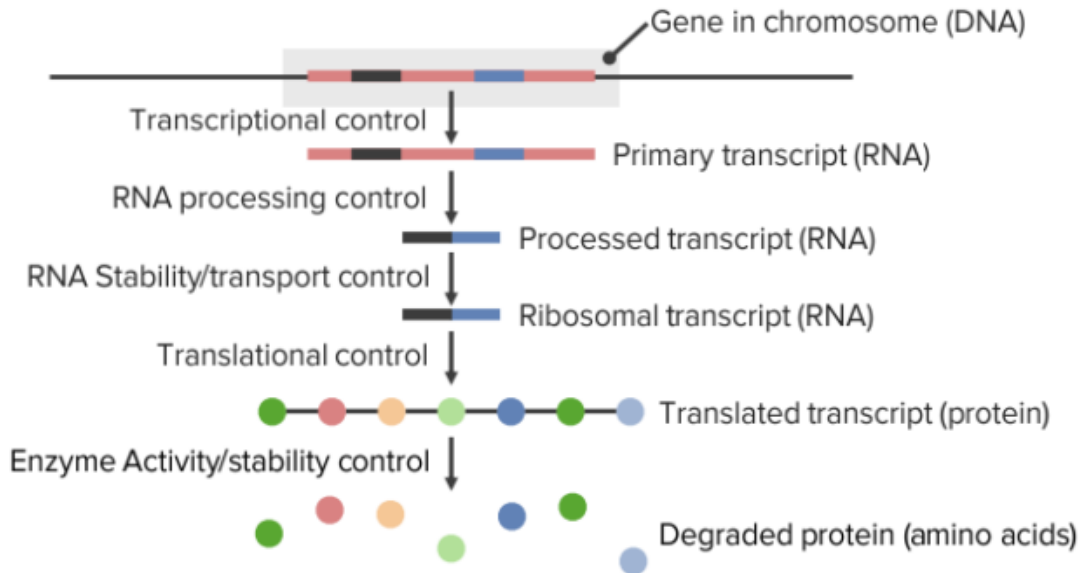 Gene in chromosome (DNA)
Transcriptional control
Primary transcript (RNA)
RNA processing control
Processed transcript (RNA)
RNA Stability/transport control
Ribosomal transcript (RNA)
Translational control
Translated transcript (protein)
Enzyme Activity/stability control
Degraded protein (amino acids)